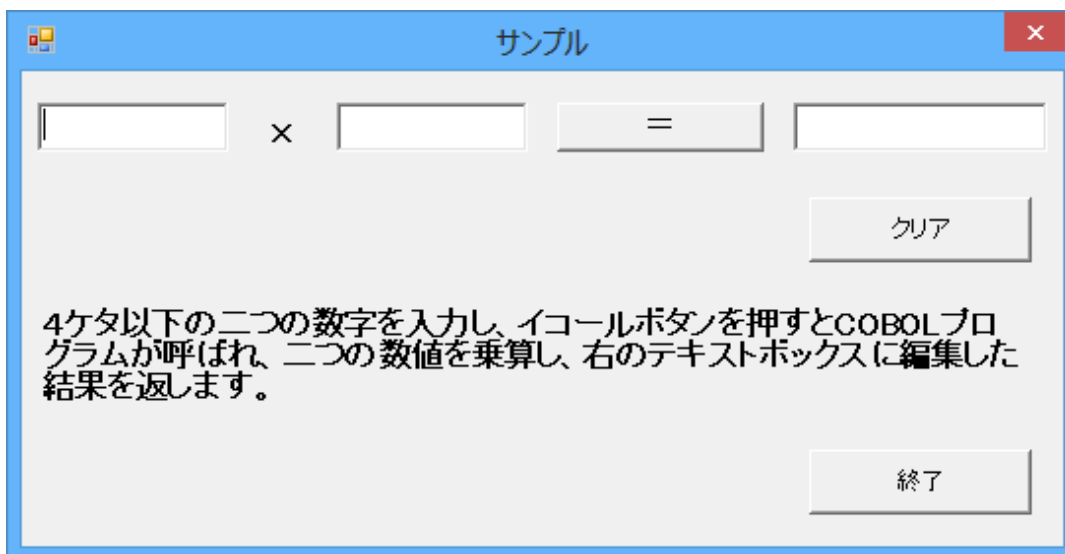 サンプル
×
＝
クリア
4ケタ以下の二つの数字を入力し、イコールボタンを押すとCOBOLプロ
グラムが呼ばれ、二つの数値を乗算し、右のテキストボックスに編集した
結果を返します。
終了